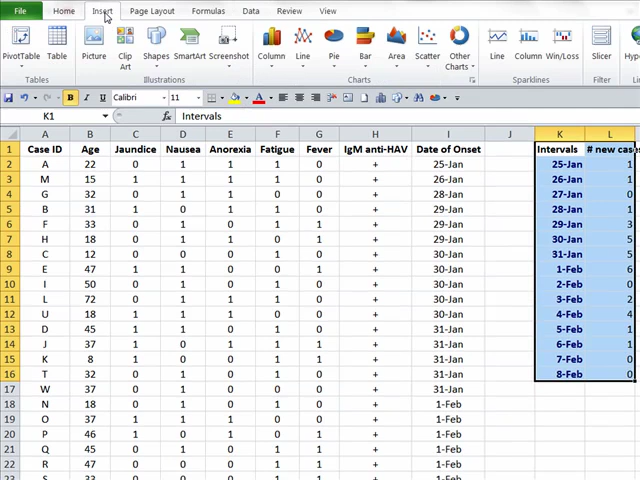 File Home Insert Page Layout Formulas Data Review View
PivotTable Table Picture Clip Art Shapes SmartArt Screenshot Column Line Pie Bar Area Scatter Other Charts Line Column Win/Loss Slicer Hype
Tables Illustrations Charts Sparklines Filter
B Calibri 11 A
K1 fx Intervals
A B C D E F G H I J K L
1 Case ID Age Jaundice Nausea Anorexia Fatigue Fever IgM anti-HAV Date of Onset Intervals # new cases
2 A 22 0 1 1 1 0 + 25-Jan 25-Jan 1
3 M 15 1 1 1 1 0 + 26-Jan 26-Jan 1
4 G 32 0 1 1 1 0 + 28-Jan 27-Jan 0
5 B 31 1 0 1 1 1 + 29-Jan 28-Jan 1
6 F 33 0 1 1 1 1 + 29-Jan 29-Jan 3
7 H 18 0 1 1 0 1 + 29-Jan 30-Jan 5
8 C 12 0 0 0 1 0 + 30-Jan 31-Jan 5
9 E 47 1 0 1 1 0 + 30-Jan 1-Feb 6
10 I 50 0 1 1 1 0 + 30-Jan 2-Feb 0
11 L 72 0 1 1 1 0 + 30-Jan 3-Feb 2
12 U 18 1 1 1 0 0 + 30-Jan 4-Feb 4
13 D 45 1 1 1 1 0 + 31-Jan 5-Feb 1
14 J 37 1 1 0 1 1 + 31-Jan 6-Feb 1
15 K 8 1 0 1 1 1 + 31-Jan 7-Feb 0
16 T 32 1 0 1 1 0 + 31-Jan 8-Feb 0
17 W 37 0 1 1 1 0 + 31-Jan
18 N 18 0 1 0 1 0 + 1-Feb
19 O 37 0 1 1 1 0 + 1-Feb
20 P 46 1 0 1 0 1 + 1-Feb
21 Q 45 0 1 1 1 0 + 1-Feb
22 R 47 0 1 1 1 0 + 1-Feb
23